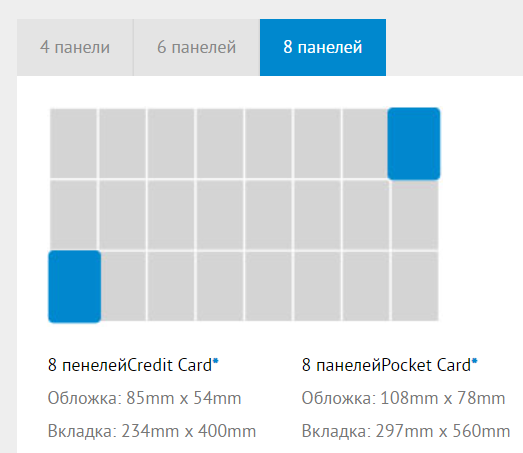 4 панели 6 панелей 8 панелей
8 пенелейCredit Card* 8 панелейPocket Card*
Обложка: 85mm x 54mm Обложка: 108mm x 78mm
Вкладка: 234mm x 400mm Вкладка: 297mm x 560mm